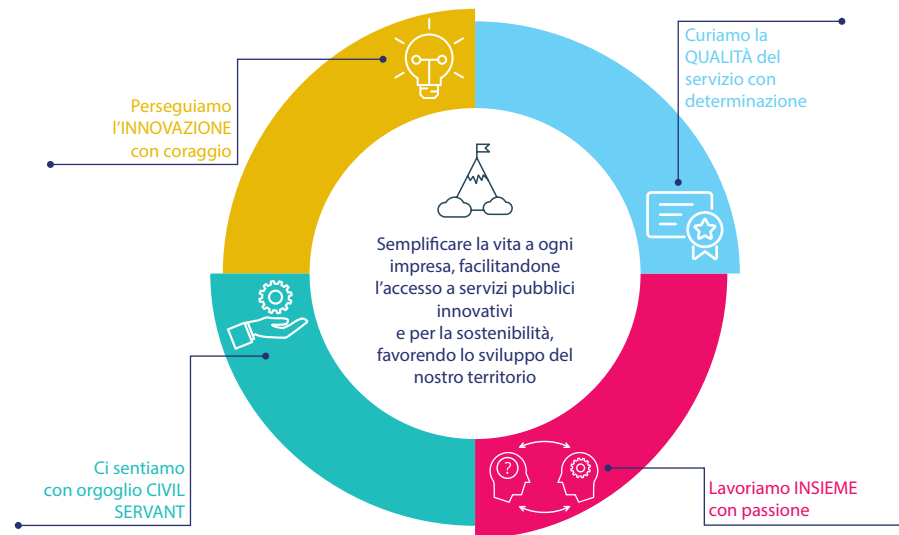 Curiamo la
QUALITÀ del
servizio con
determinazione
Perseguiamo
l’INNOVAZIONE
con coraggio
Semplificare la vita a ogni
impresa, facilitandone
l’accesso a servizi pubblici
innovativi
e per la sostenibilità,
favorendo lo sviluppo del
nostro territorio
Ci sentiamo
con orgoglio CIVIL
SERVANT
?
Lavoriamo INSIEME
con passione